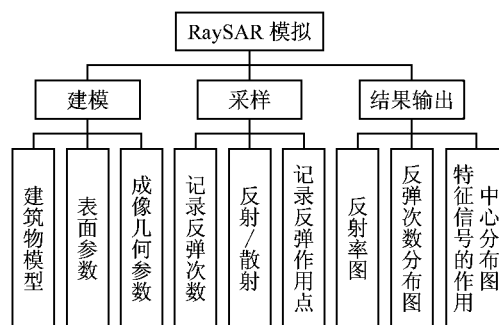 RaySAR 模拟
建模
采样
结果输出
建筑物模型
表面参数
成像几何参数
记录反弹次数
反射/散射
记录反弹作用点
反射率图
反弹次数分布图
特征信号的作用
中心分布图